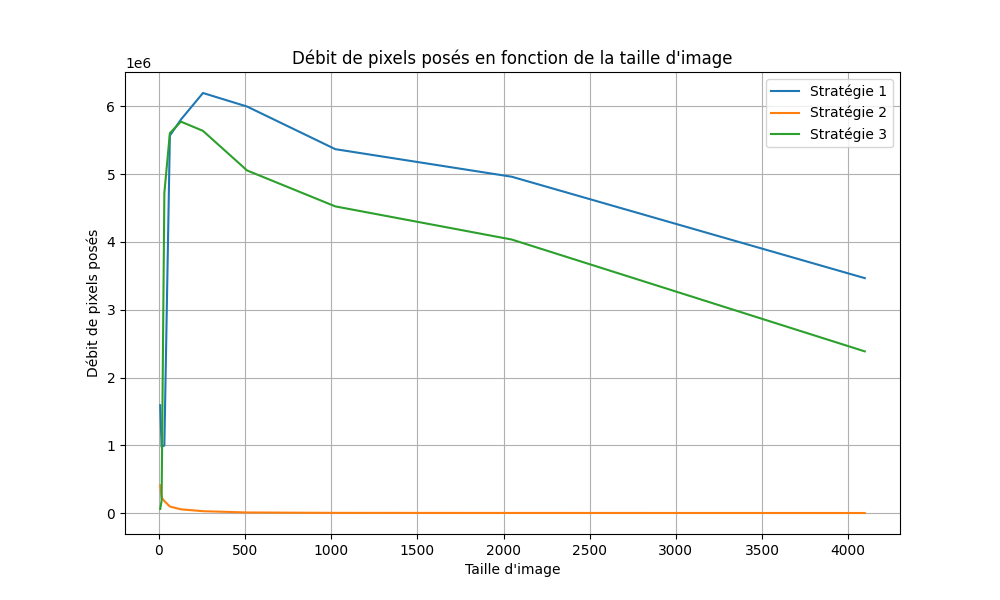 Débit de pixels posés en fonction de la taille d'image
1e6
Stratégie 1
Stratégie 2
Stratégie 3
6
5
4
3
2
1
0
Débit de pixels posés
0 500 1000 1500 2000 2500 3000 3500 4000
Taille d'image